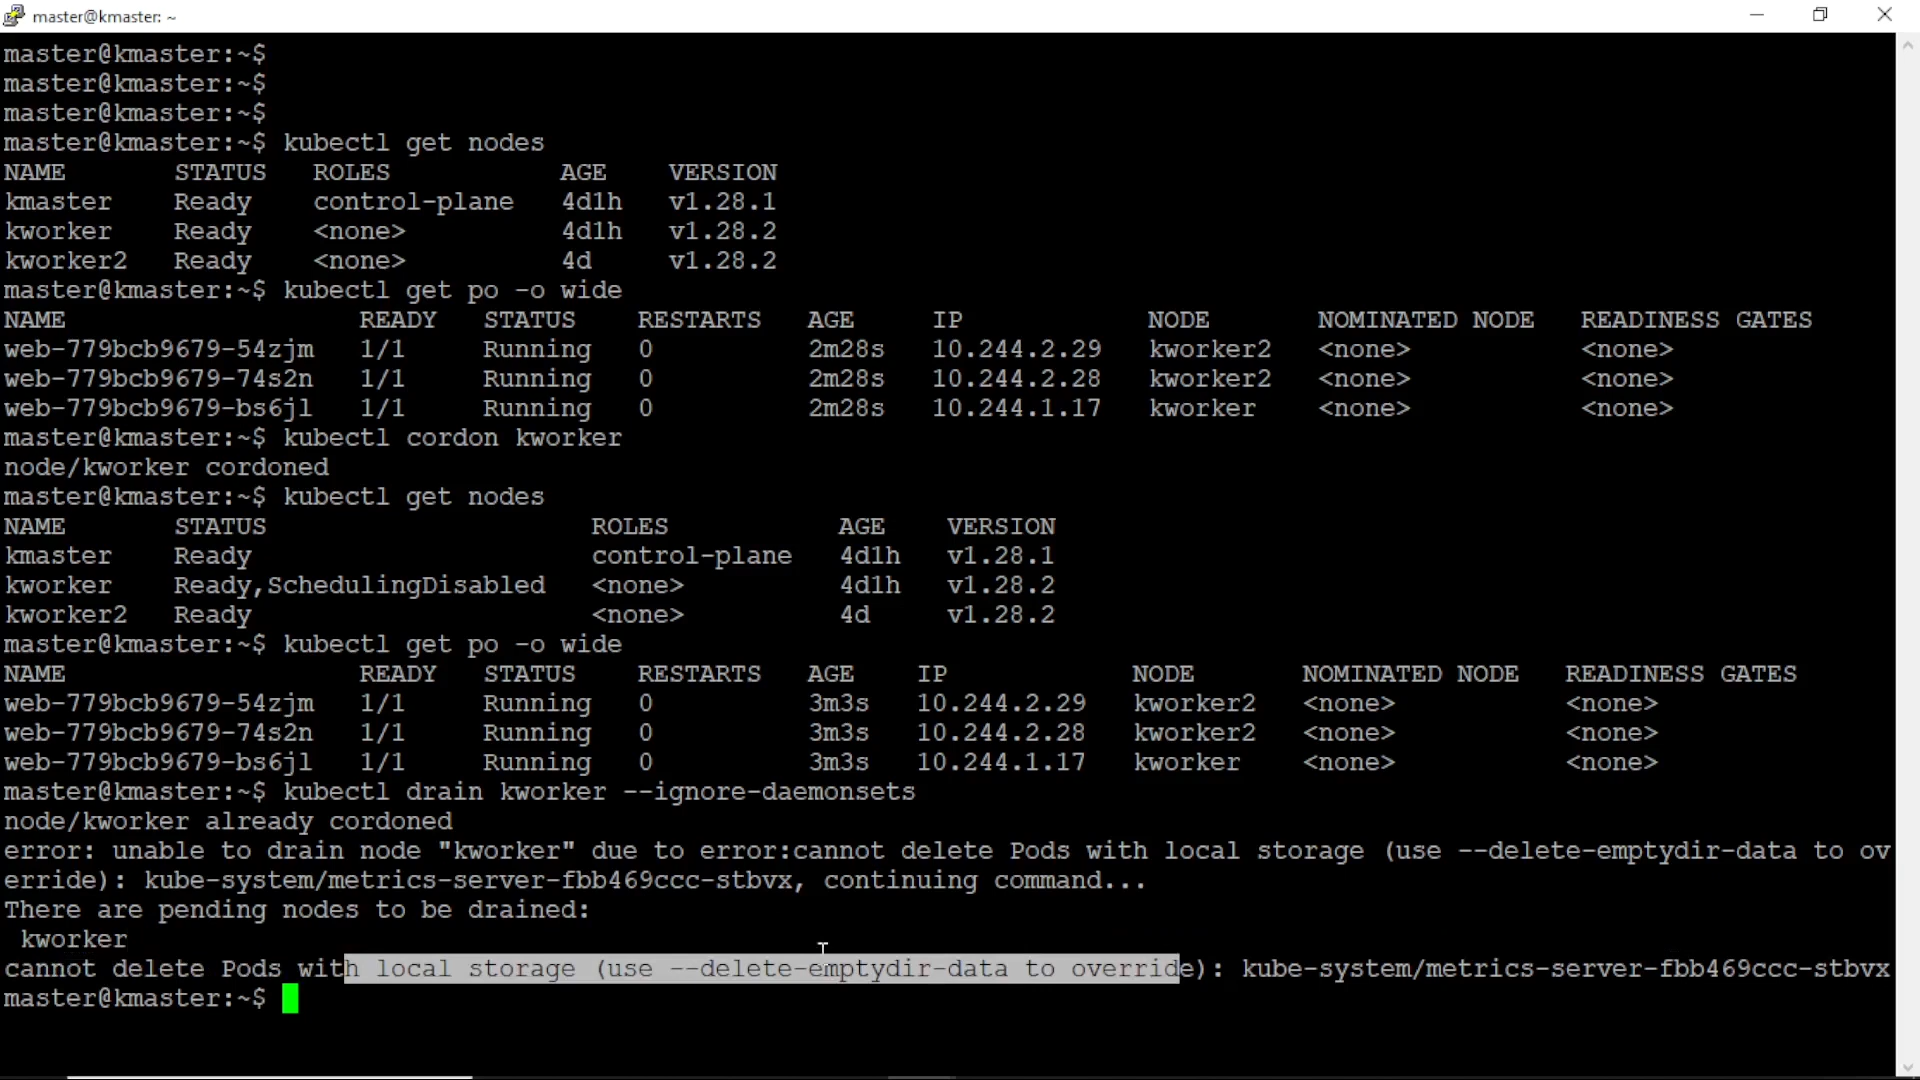 master@kmaster: ~
master@kmaster:~$
master@kmaster:~$
master@kmaster:~$
master@kmaster:~$ kubectl get nodes
NAME STATUS ROLES AGE VERSION
kmaster Ready control-plane 4d1h v1.28.1
kworker Ready <none> 4d1h v1.28.2
kworker2 Ready <none> 4d v1.28.2
master@kmaster:~$ kubectl get po -o wide
NAME READY STATUS RESTARTS AGE IP NODE NOMINATED NODE READINESS GATES
web-779bcb9679-54zjm 1/1 Running 0 2m28s 10.244.2.29 kworker2 <none> <none>
web-779bcb9679-74s2n 1/1 Running 0 2m28s 10.244.2.28 kworker2 <none> <none>
web-779bcb9679-bs6jl 1/1 Running 0 2m28s 10.244.1.17 kworker <none> <none>
master@kmaster:~$ kubectl cordon kworker
node/kworker cordoned
master@kmaster:~$ kubectl get nodes
NAME STATUS ROLES AGE VERSION
kmaster Ready control-plane 4d1h v1.28.1
kworker Ready,SchedulingDisabled <none> 4d1h v1.28.2
kworker2 Ready <none> 4d v1.28.2
master@kmaster:~$ kubectl get po -o wide
NAME READY STATUS RESTARTS AGE IP NODE NOMINATED NODE READINESS GATES
web-779bcb9679-54zjm 1/1 Running 0 3m3s 10.244.2.29 kworker2 <none> <none>
web-779bcb9679-74s2n 1/1 Running 0 3m3s 10.244.2.28 kworker2 <none> <none>
web-779bcb9679-bs6jl 1/1 Running 0 3m3s 10.244.1.17 kworker <none> <none>
master@kmaster:~$ kubectl drain kworker --ignore-daemonsets
node/kworker already cordoned
error: unable to drain node "kworker" due to error:cannot delete Pods with local storage (use --delete-emptydir-data to ov
erride): kube-system/metrics-server-fbb469ccc-stbvx, continuing command...
There are pending nodes to be drained:
kworker
cannot delete Pods with local storage (use --delete-emptydir-data to override): kube-system/metrics-server-fbb469ccc-stbvx
master@kmaster:~$